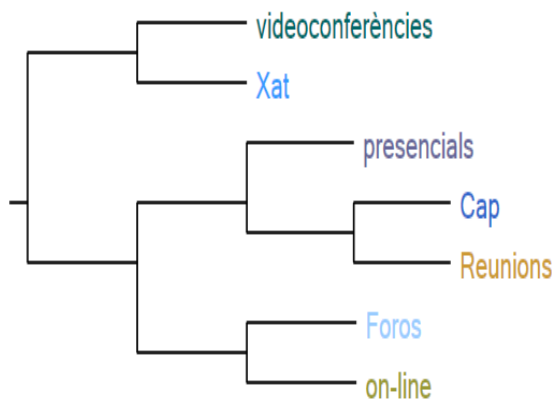 videoconferències
Xat
presencials
Cap
Reunions
Foros
on-line